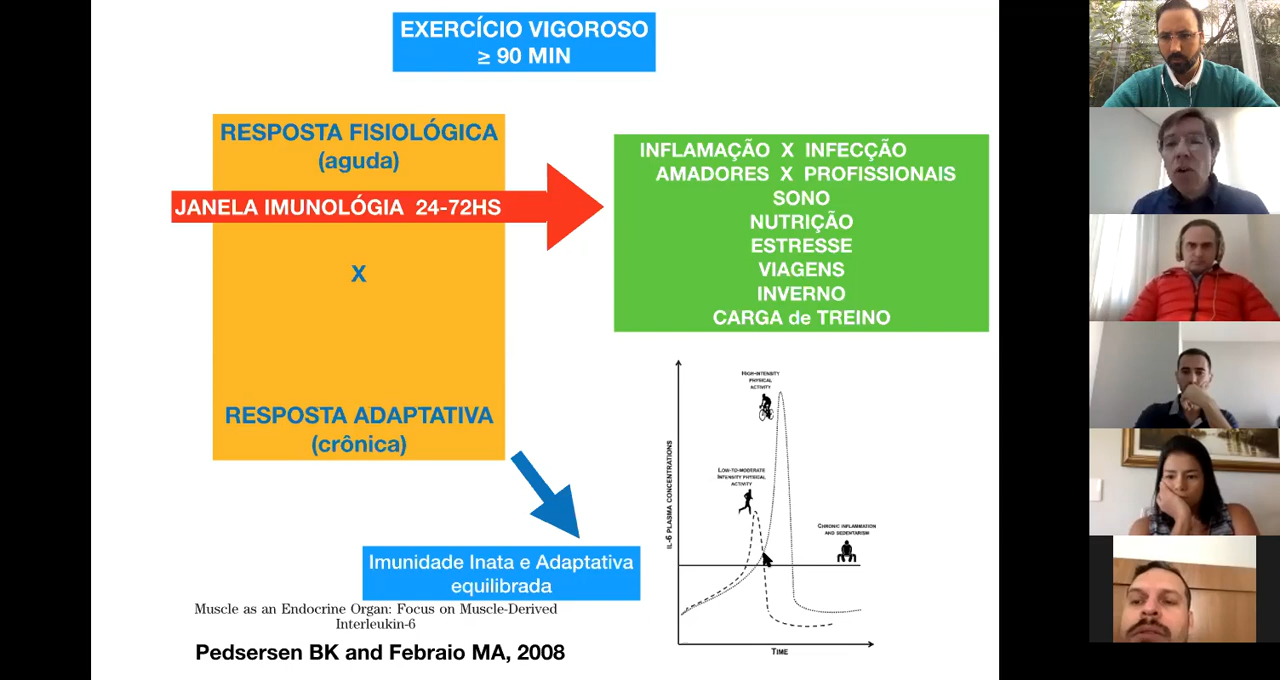 EXERCÍCIO VIGOROSO
≥ 90 MIN
RESPOSTA FISIOLÓGICA
(aguda)
JANELA IMUNOLÓGIA 24-72HS
X
RESPOSTA ADAPTATIVA
(crônica)
INFLAMAÇÃO X INFECÇÃO
AMADORES X PROFISSIONAIS
SONO
NUTRIÇÃO
ESTRESSE
VIAGENS
INVERNO
CARGA de TREINO
Imunidade Inata e Adaptativa
equilibrada
Muscle as an Endocrine Organ: Focus on Muscle-Derived
Interleukin-6
Pedsersen BK and Febraio MA, 2008
IL-6 PLASMA CONCENTRATIONS
HIGH-INTENSITY
PHYSICAL
ACTIVITY
LOW-TO-MODERATE
INTENSITY PHYSICAL
ACTIVITY
CHRONIC INFLAMMATION
AND SEDENTARISM
TIME